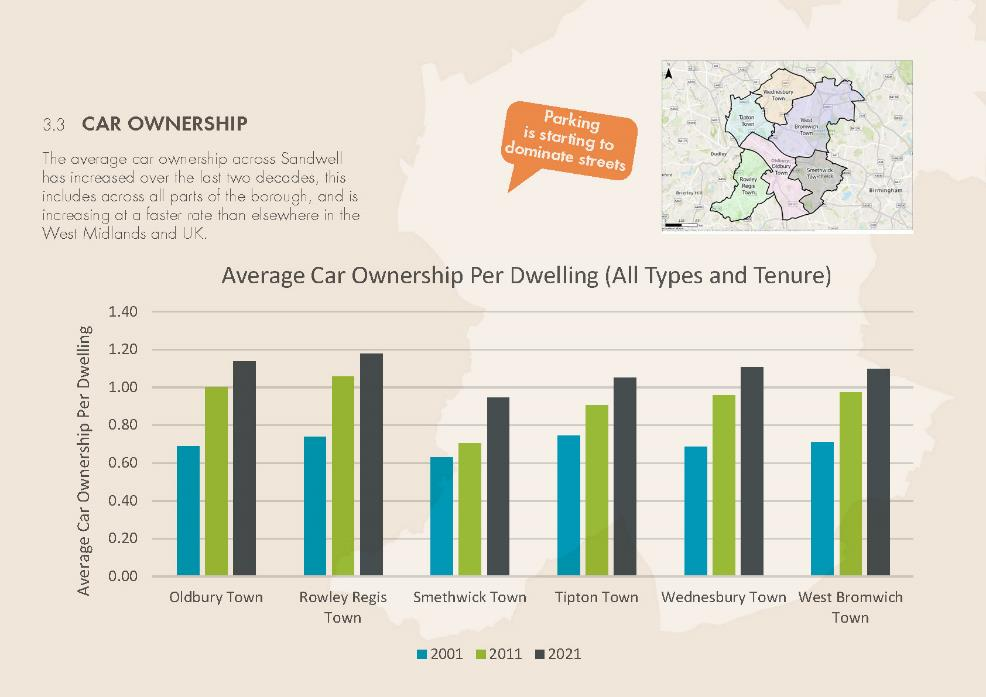 3.3 CAR OWNERSHIP
The average car ownership across Sandwell
has increased over the last two decades, this
includes across all parts of the borough, and is
increasing at a faster rate than elsewhere in the
West Midlands and UK.
Parking
is starting to
dominate streets
Wednesbury
Town
Tipton
Town
West
Bromwich
Town
Dudley
Oldbury
Oldbury
Town
Smethwick
Town
Rowley
Regis
Town
Brierley Hill
Birmingham
Average Car Ownership Per Dwelling (All Types and Tenure)
Average Car Ownership Per Dwelling
1.40
1.20
1.00
0.80
0.60
0.40
0.20
0.00
Oldbury Town
Rowley Regis
Town
Smethwick Town
Tipton Town
Wednesbury Town
West Bromwich
Town
2001 2011 2021